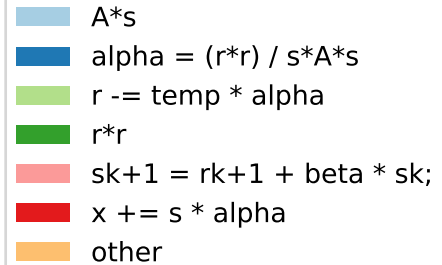 A*s
alpha = (r*r) / s*A*s
r -= temp * alpha
r*r
sk+1 = rk+1 + beta * sk;
x += s * alpha
other